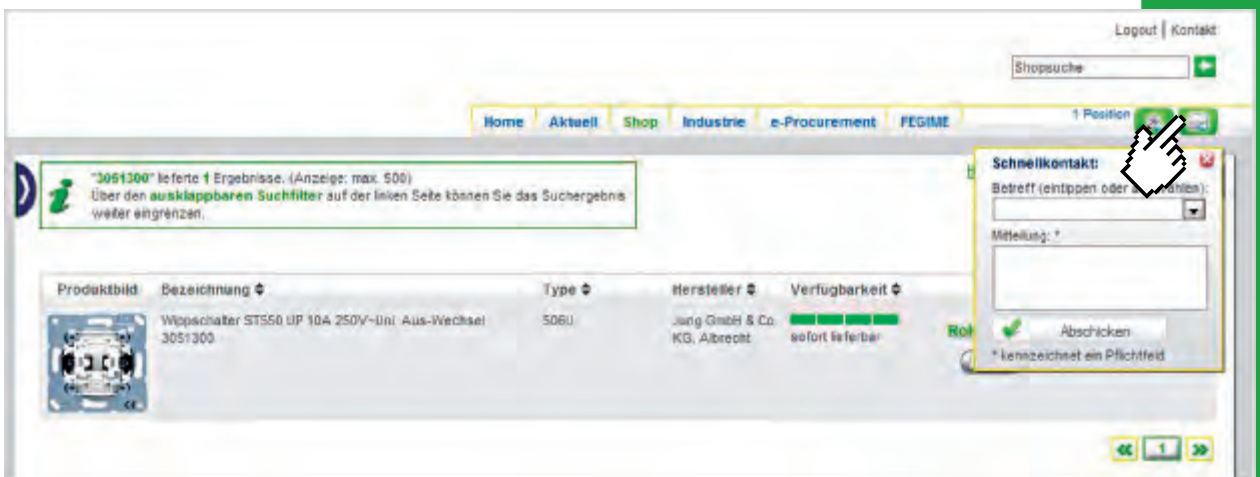 Logout | Kontakt
Shopsuche
Home Aktuell Shop Industrie e-Procurement FEGIME
1 Position
"3051300" lieferte 1 Ergebnisse. (Anzeige: max. 500)
Über den ausklappbaren Suchfilter auf der linken Seite können Sie das Suchergebnis
weiter eingrenzen.
Schnellkontakt:
Betreff (eintippen oder
Mitteilung: *
Abschicken
* kennzeichnet ein Pflichtfeld
Produktbild Bezeichnung Type Hersteller Verfügbarkeit
Wippschalter ST550 UP 10A 250V~Uni. Aus-Wechsel 506U Jung GmbH & Co.
3051300 KG, Albrecht sofort lieferbar
1